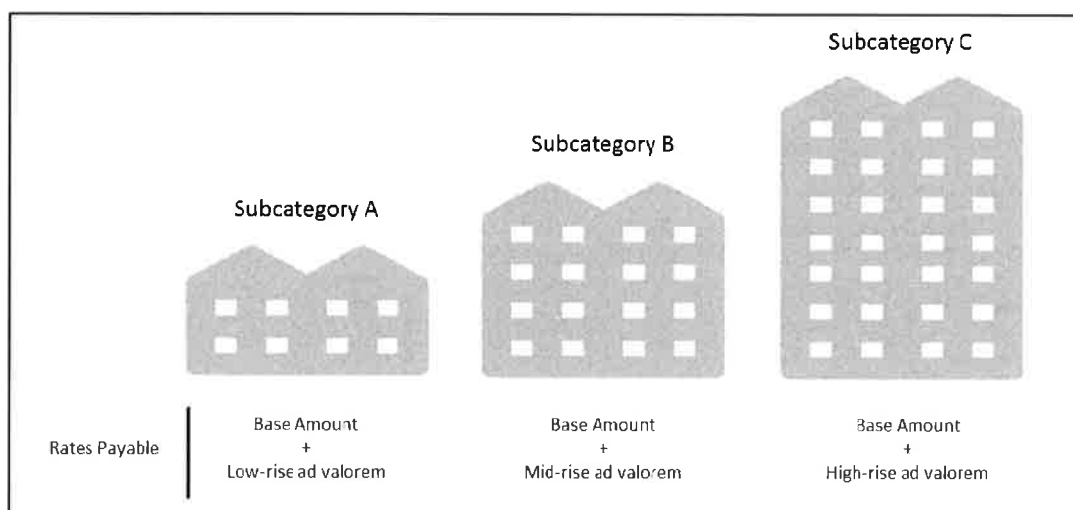 Subcategory C
Subcategory B
Subcategory A
Rates Payable
Base Amount
+
Low-rise ad valorem
Base Amount
+
Mid-rise ad valorem
Base Amount
+
High-rise ad valorem